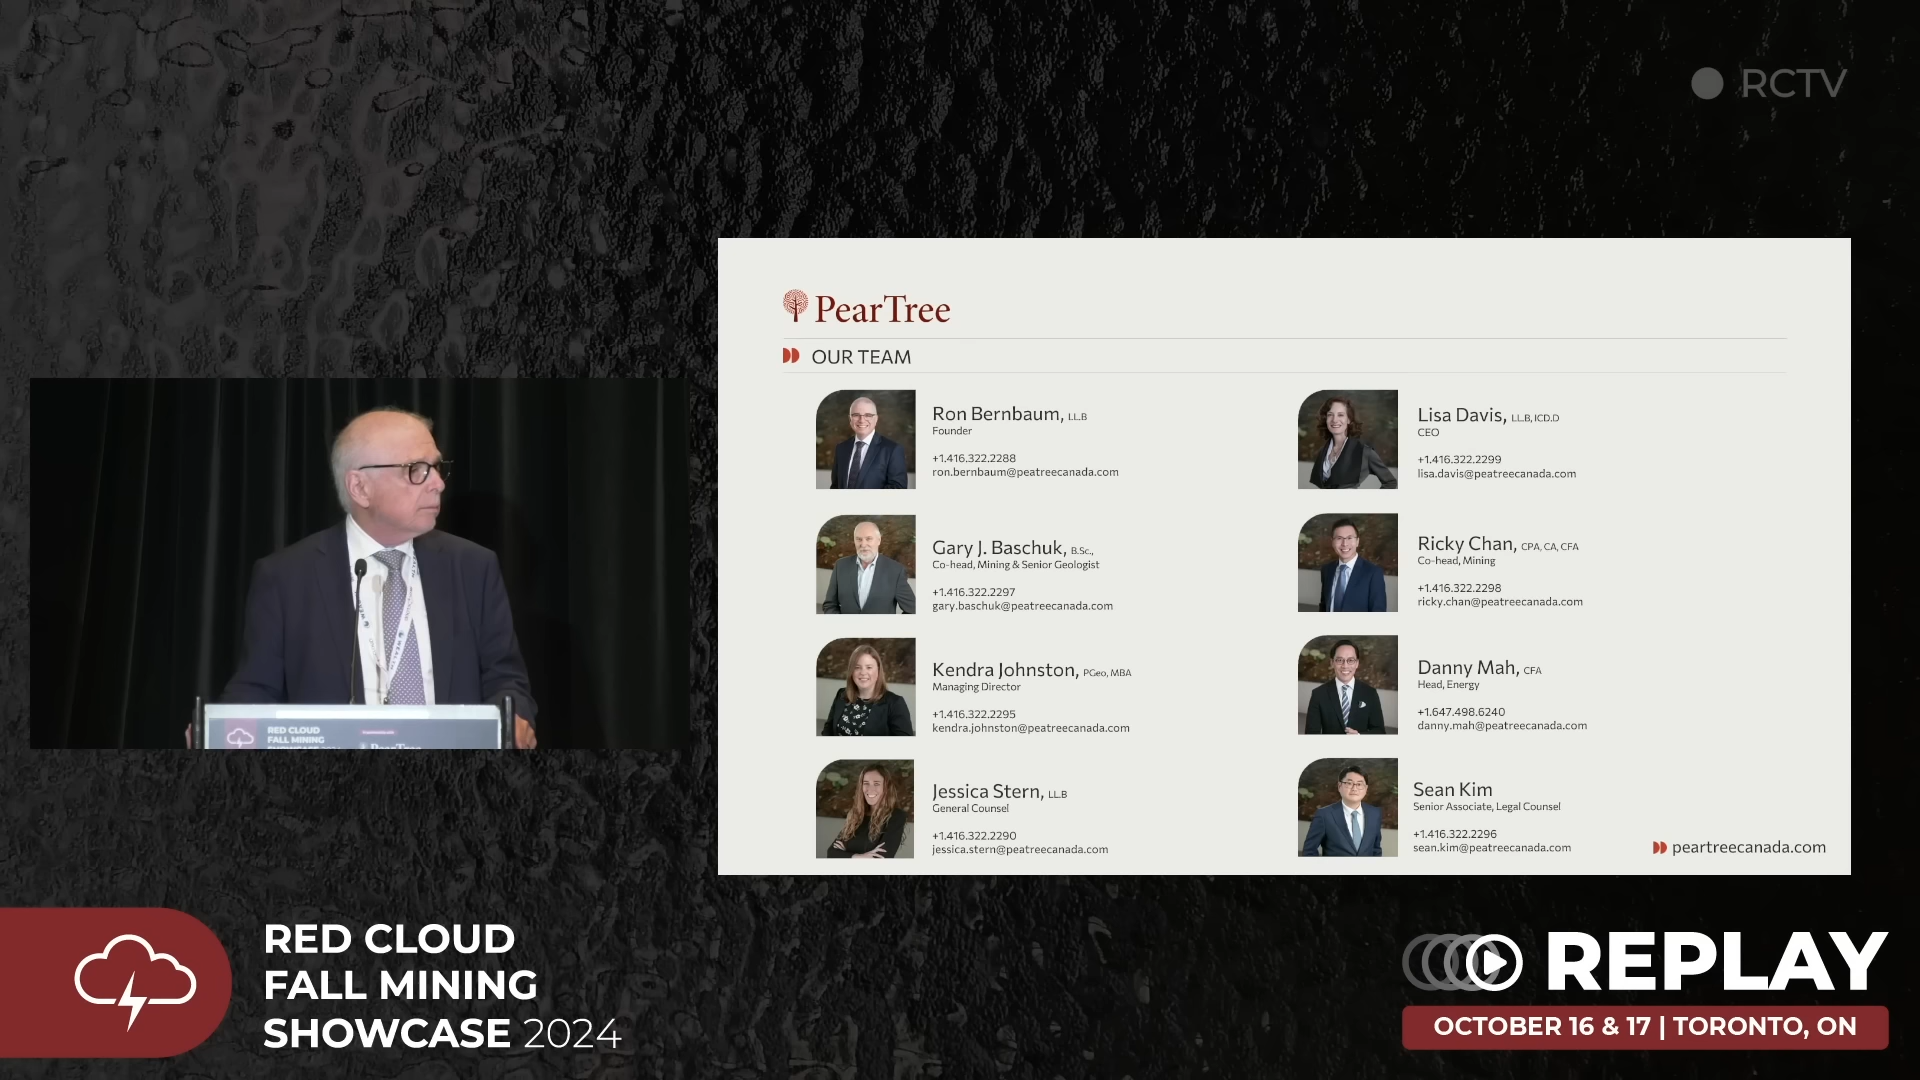 RCTV
PearTree
OUR TEAM
Ron Bernbaum, LL.B
Founder
+1.416.322.2288
ron.bernbaum@peatreecanada.com
Lisa Davis, LL.B, ICD.D
CEO
+1.416.322.2299
lisa.davis@peatreecanada.com
Gary J. Baschuk, B.Sc.,
Co-head, Mining & Senior Geologist
+1.416.322.2297
gary.baschuk@peatreecanada.com
Ricky Chan, CPA, CA, CFA
Co-head, Mining
+1.416.322.2298
ricky.chan@peatreecanada.com
Kendra Johnston, PGeo, MBA
Managing Director
+1.416.322.2295
kendra.johnston@peatreecanada.com
Danny Mah, CFA
Head, Energy
+1.647.498.6240
danny.mah@peatreecanada.com
Jessica Stern, LL.B
General Counsel
+1.416.322.2290
jessica.stern@peatreecanada.com
Sean Kim
Senior Associate, Legal Counsel
+1.416.322.2296
sean.kim@peatreecanada.com
peartreecanada.com
RED CLOUD
FALL MINING
SHOWCASE 2024
PearTree
RED CLOUD
FALL MINING
SHOWCASE 2024
REPLAY
OCTOBER 16 & 17 | TORONTO, ON